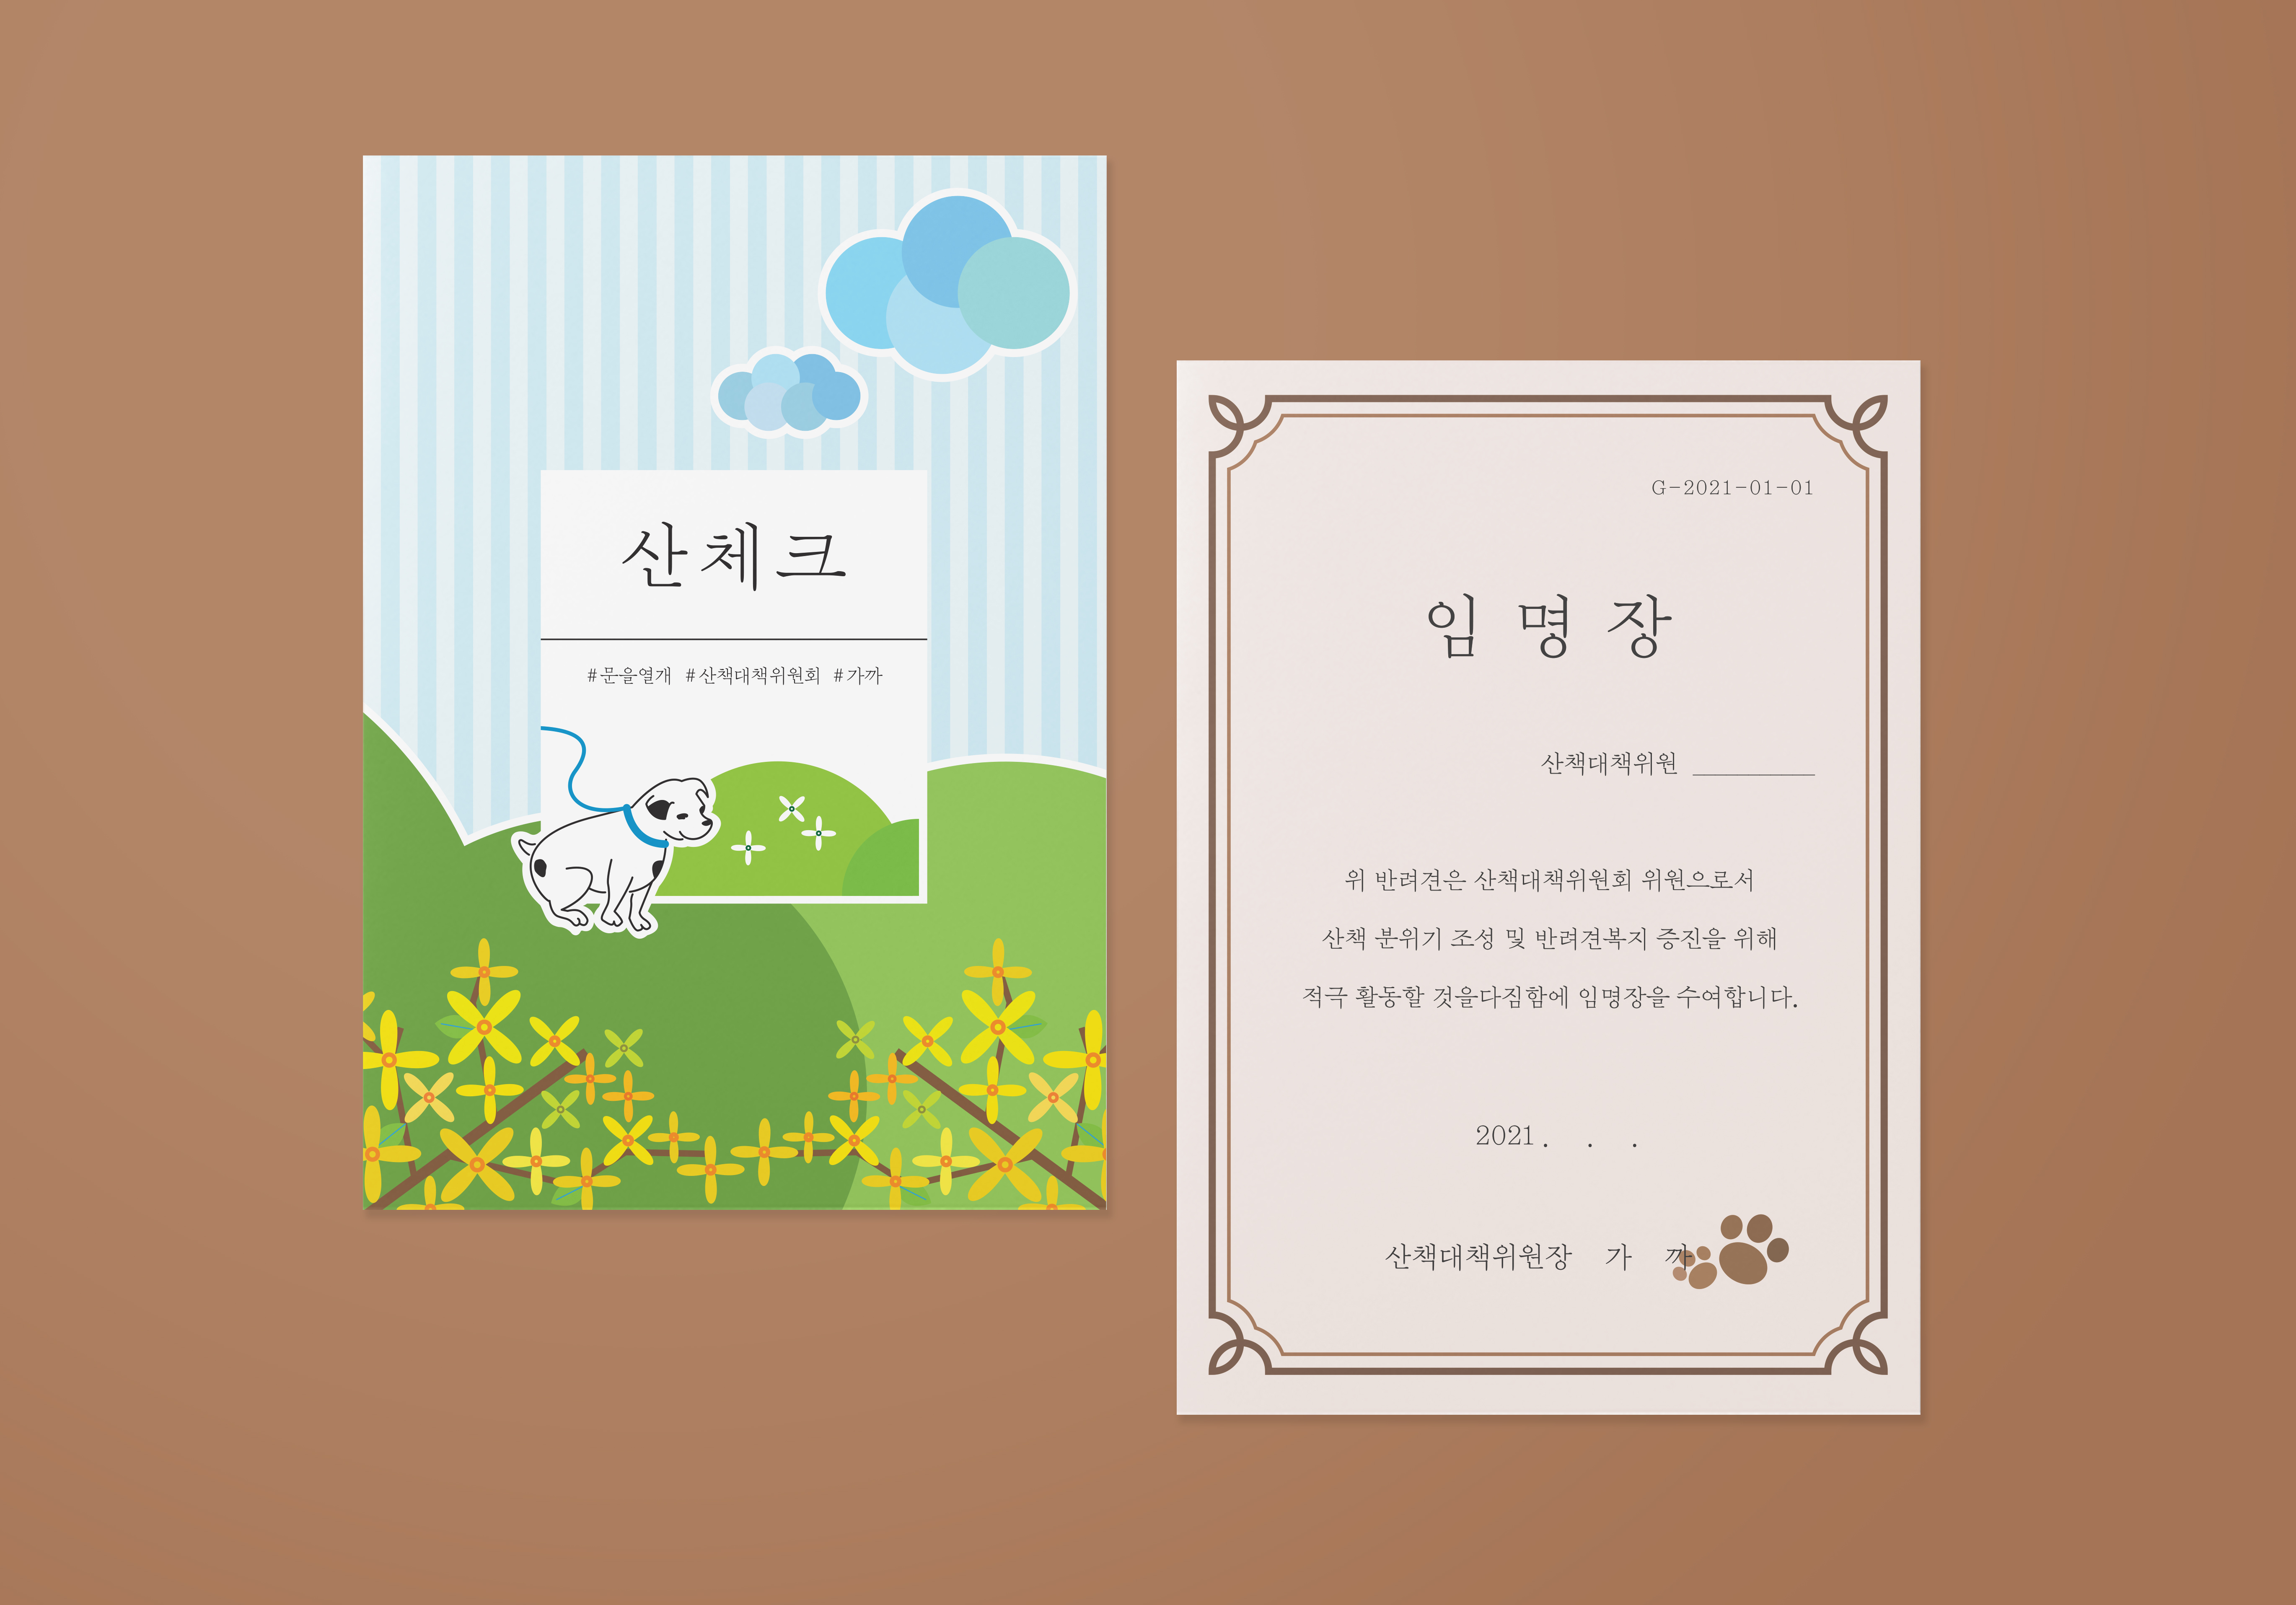 산체크
#문을열개 #산책대책위원회 #가까
G-2021-01-01
임 명 장
산책대책위원 ________
위 반려견은 산책대책위원회 위원으로서
산책 분위기 조성 및 반려견복지 증진을 위해
적극 활동할 것을다짐함에 임명장을 수여합니다.
2021 . . .
산책대책위원장 가 까